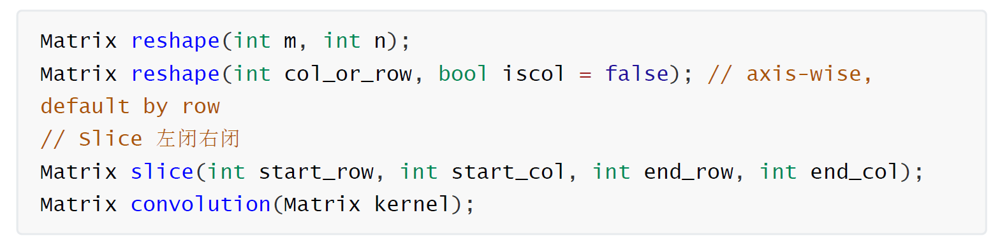 Matrix reshape(int m, int n);
Matrix reshape(int col_or_row, bool iscol = false); // axis-wise,
default by row
// Slice 左闭右闭
Matrix slice(int start_row, int start_col, int end_row, int end_col);
Matrix convolution(Matrix kernel);